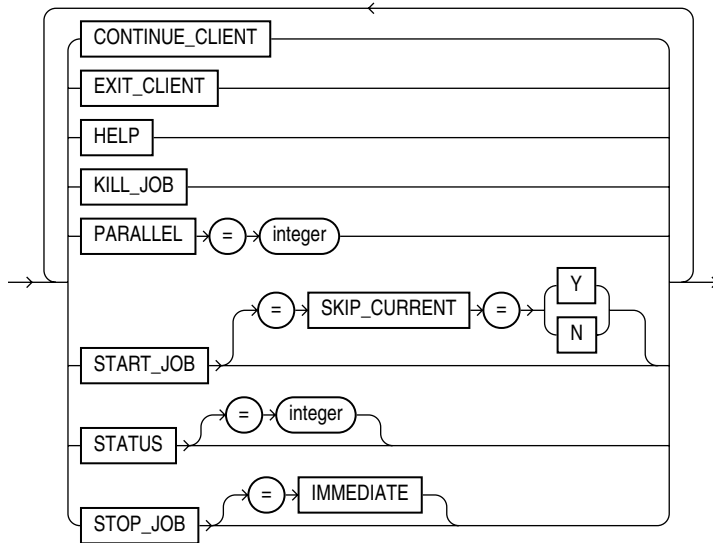 CONTINUE_CLIENT
EXIT_CLIENT
HELP
KILL_JOB
PARALLEL = integer
START_JOB = SKIP_CURRENT = Y
N
STATUS = integer
STOP_JOB = IMMEDIATE